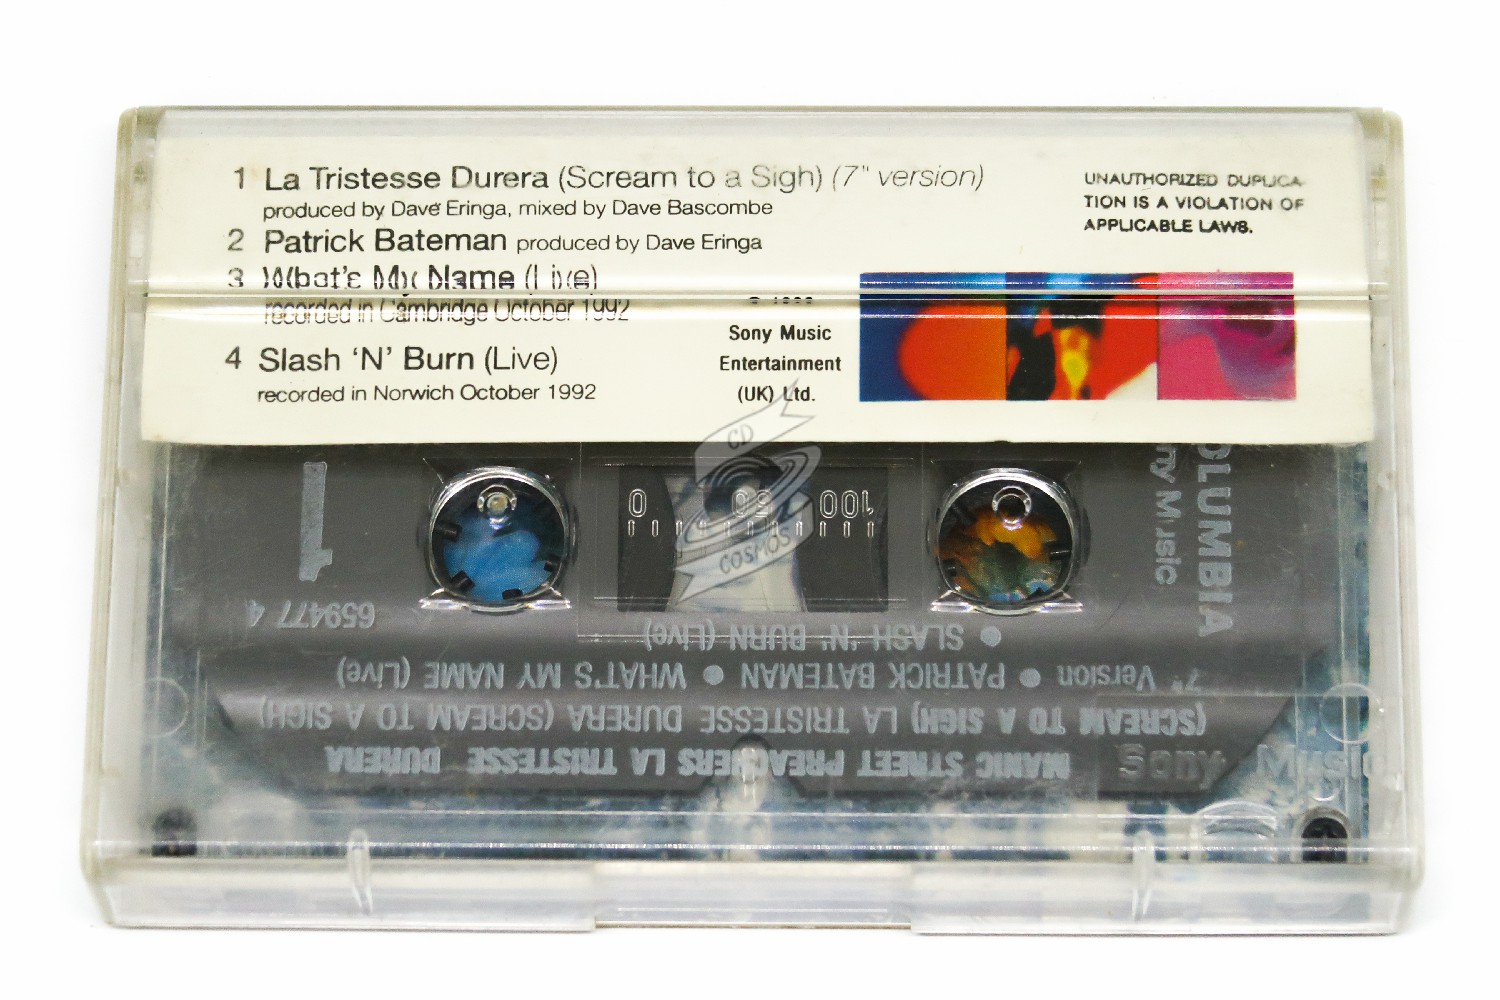 1 La Tristesse Durera (Scream to a Sigh) (7" version)
produced by Dave Eringa, mixed by Dave Bascombe
2 Patrick Bateman produced by Dave Eringa
3 What's My Name (Live)
recorded in Cambridge October 1992
4 Slash 'N' Burn (Live)
recorded in Norwich October 1992
UNAUTHORIZED DUPLICA-
TION IS A VIOLATION OF
APPLICABLE LAWS.
Sony Music
Entertainment
(UK) Ltd.
CD
COSMOS
1
0 50 100
659477 4
COLUMBIA
Sony Music
MANIC STREET PREACHERS LA TRISTESSE DURERA
(SCREAM TO A SIGH) LA TRISTESSE DURERA (SCREAM TO A SIGH)
7" Version ● PATRICK BATEMAN ● WHAT'S MY NAME (Live)
● SLASH 'N' BURN (Live)
Sony Music